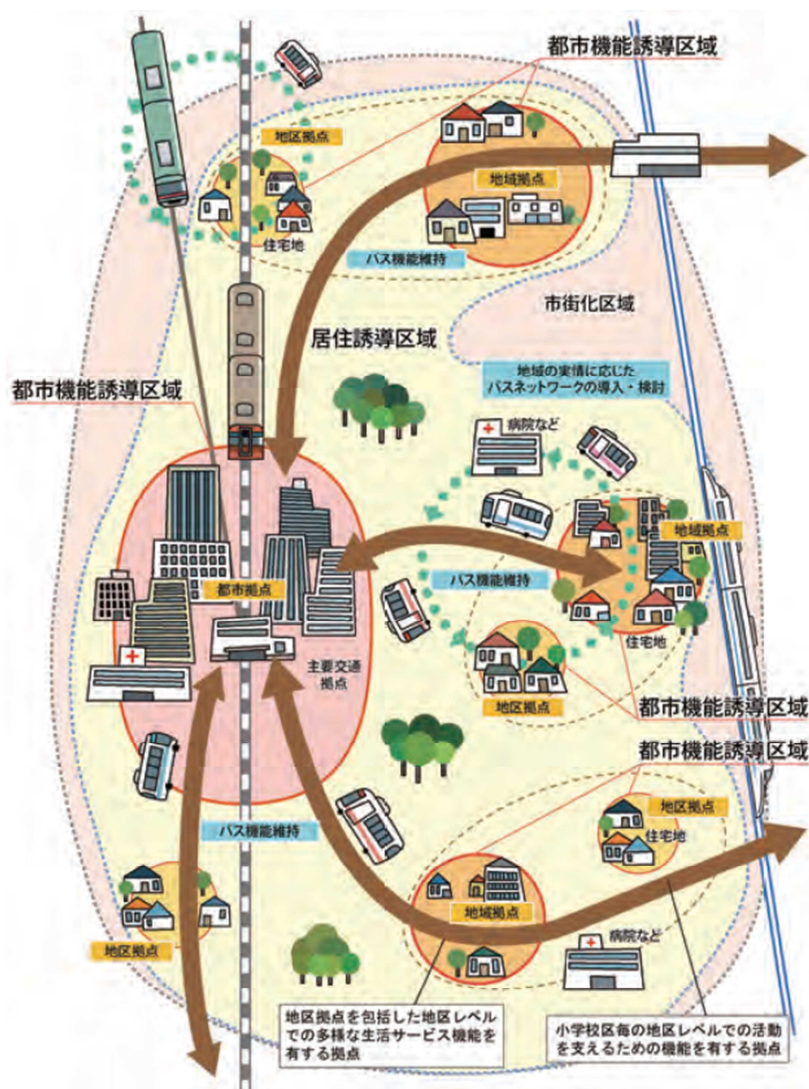 都市機能誘導区域
地区拠点
地域拠点
住宅地
バス機能維持
市街化区域
居住誘導区域
地域の実情に応じた
バスネットワークの導入・検討
都市機能誘導区域
病院など
地域拠点
都市拠点
バス機能維持
住宅地
主要交通
拠点
地区拠点
都市機能誘導区域
都市機能誘導区域
地区拠点
住宅地
バス機能維持
地域拠点
地区拠点
病院など
地区拠点を包括した地区レベル
での多様な生活サービス機能を
有する拠点
小学校区毎の地区レベルでの活動
を支えるための機能を有する拠点